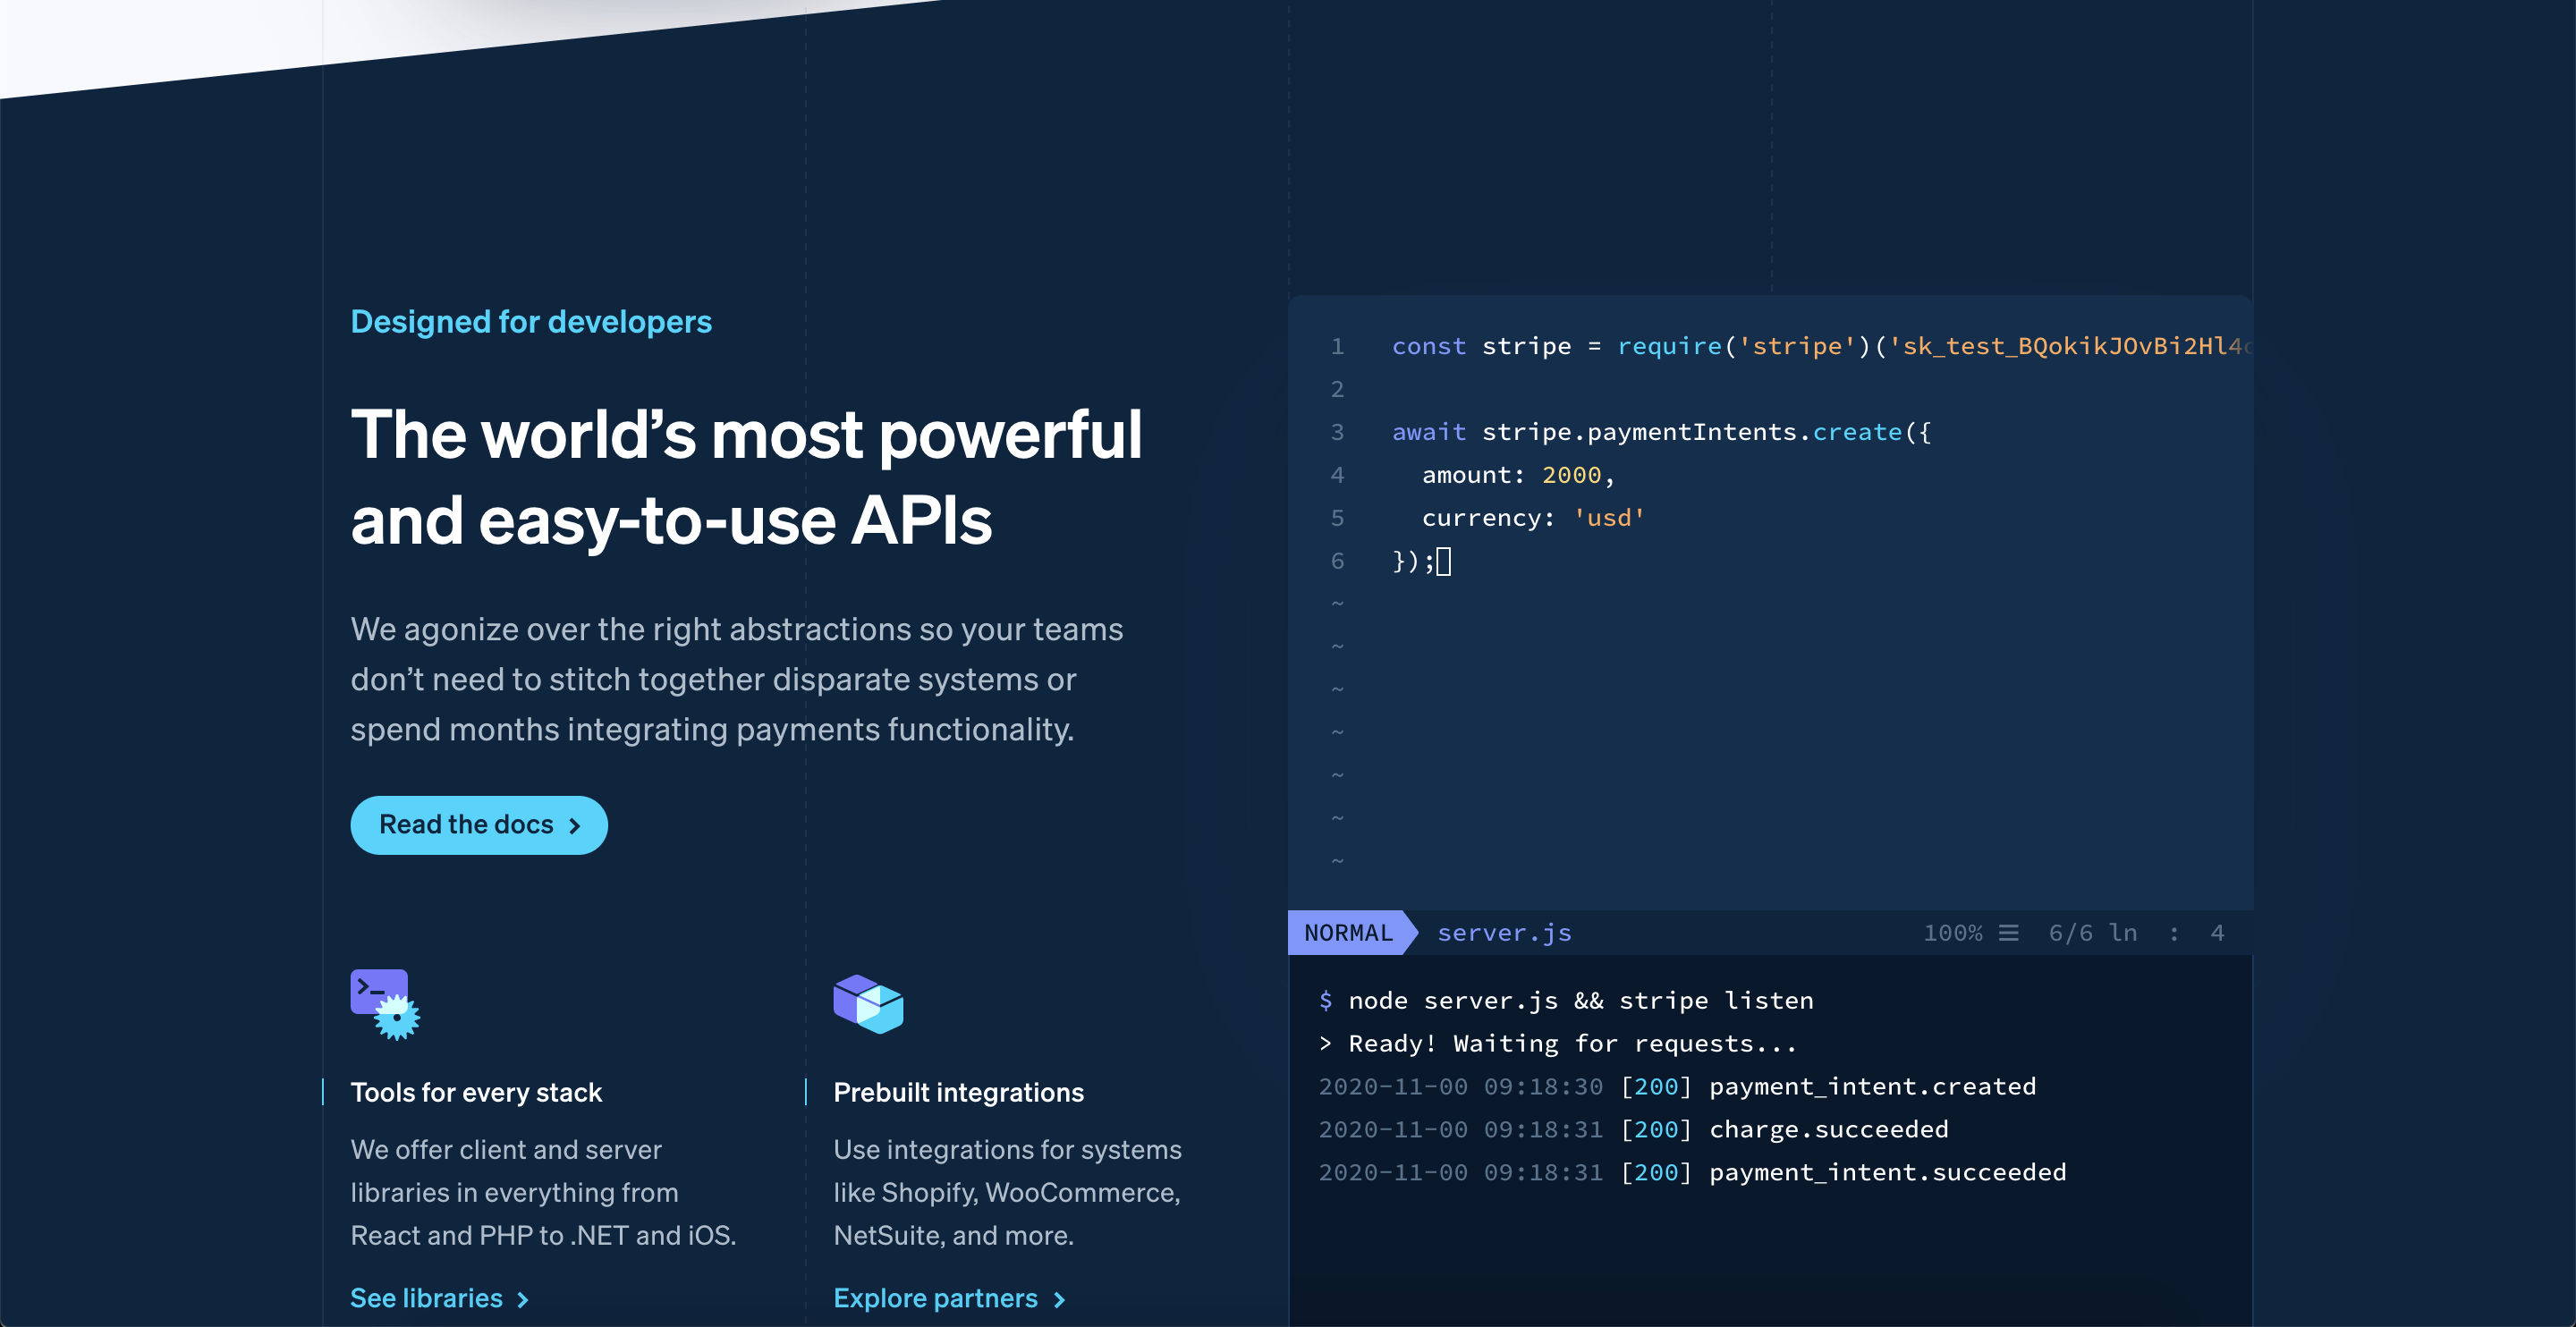 Designed for developers
The world’s most powerful
and easy-to-use APIs
We agonize over the right abstractions so your teams
don’t need to stitch together disparate systems or
spend months integrating payments functionality.
Read the docs
Tools for every stack
We offer client and server
libraries in everything from
React and PHP to .NET and iOS.
See libraries
Prebuilt integrations
Use integrations for systems
like Shopify, WooCommerce,
NetSuite, and more.
Explore partners
1 const stripe = require('stripe')('sk_test_BQokikJOvBi2Hl4
2
3 await stripe.paymentIntents.create({
4   amount: 2000,
5   currency: 'usd'
6 });
~
~
~
~
~
~
~
NORMAL server.js 100% ☰ 6/6 ln : 4
$ node server.js && stripe listen
> Ready! Waiting for requests...
2020-11-00 09:18:30 [200] payment_intent.created
2020-11-00 09:18:31 [200] charge.succeeded
2020-11-00 09:18:31 [200] payment_intent.succeeded